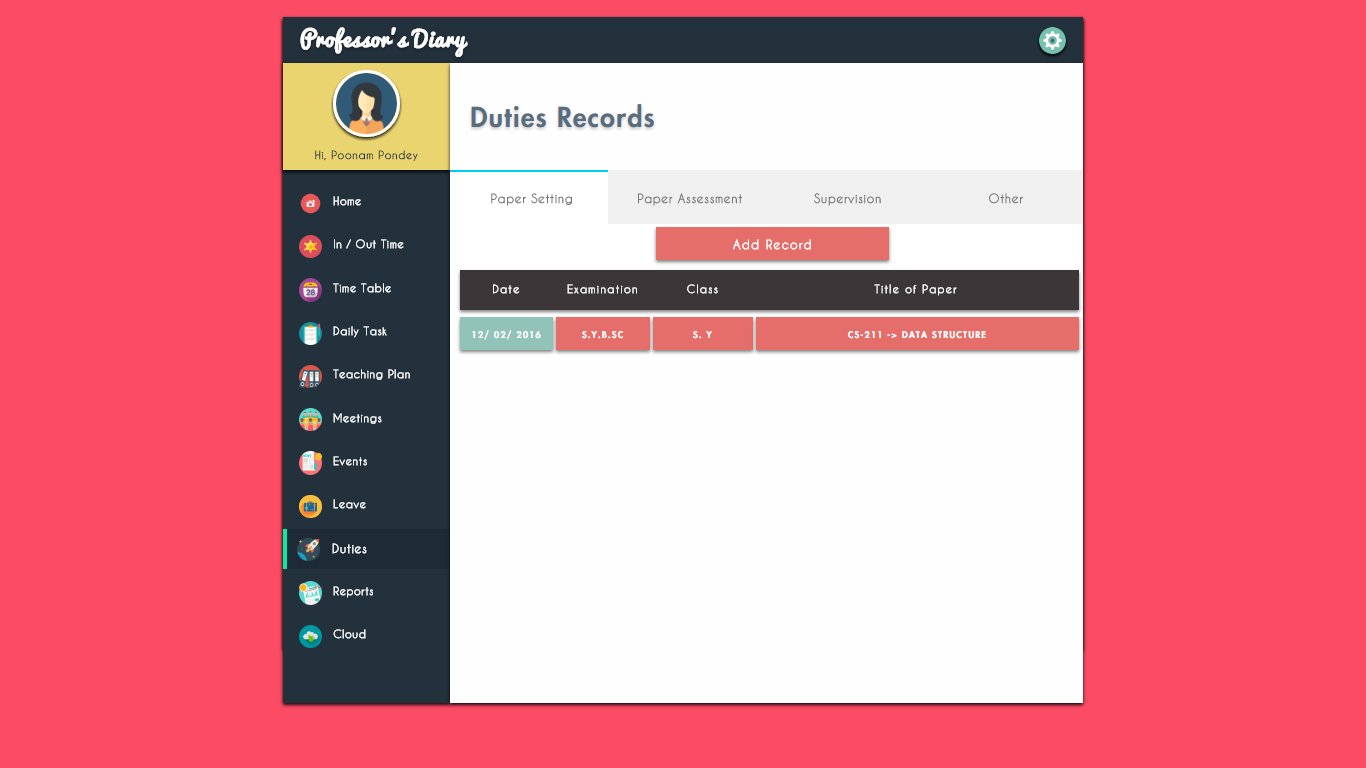 Professor's Diary
Hi, Poonam Pondey
Home
In / Out Time
Time Table
26
Daily Task
Teaching Plan
Meetings
Events
Leave
Duties
Reports
Cloud
Duties Records
Paper Setting Paper Assessment Supervision Other
Add Record
Date Examination Class Title of Paper
12/ 02/ 2016 S.Y.B.SC S. Y CS-211 -> DATA STRUCTURE